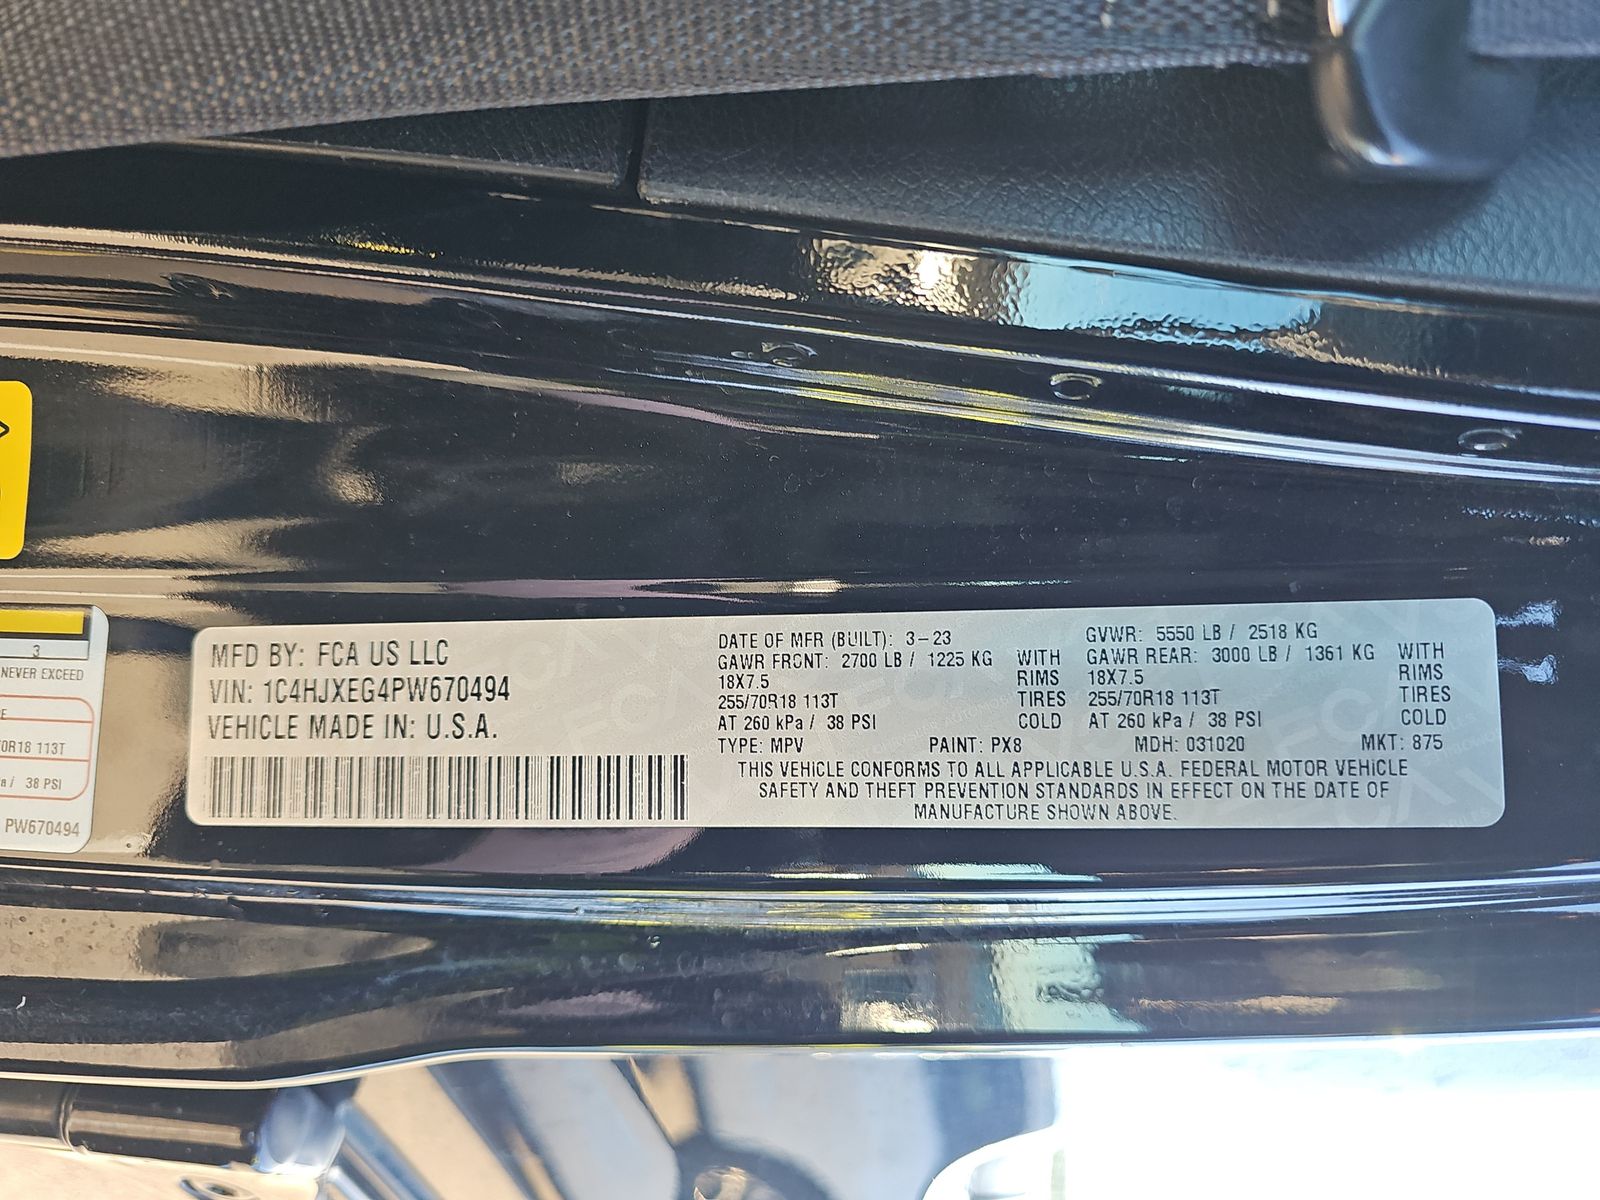 3
NEVER EXCEED
0R18 113T
38 PSI
PW670494
MFD BY: FCA US LLC
VIN: 1C4HJXEG4PW670494
VEHICLE MADE IN: U.S.A.
DATE OF MFR (BUILT): 3-23
GAWR FRONT: 2700 LB / 1225 KG WITH
18X7.5 RIMS
255/70R18 113T TIRES
AT 260 kPa / 38 PSI COLD
GVWR: 5550 LB / 2518 KG
GAWR REAR: 3000 LB / 1361 KG WITH
18X7.5 RIMS
255/70R18 113T TIRES
AT 260 kPa / 38 PSI COLD
TYPE: MPV PAINT: PX8 MDH: 031020 MKT: 875
THIS VEHICLE CONFORMS TO ALL APPLICABLE U.S.A. FEDERAL MOTOR VEHICLE
SAFETY AND THEFT PREVENTION STANDARDS IN EFFECT ON THE DATE OF
MANUFACTURE SHOWN ABOVE.